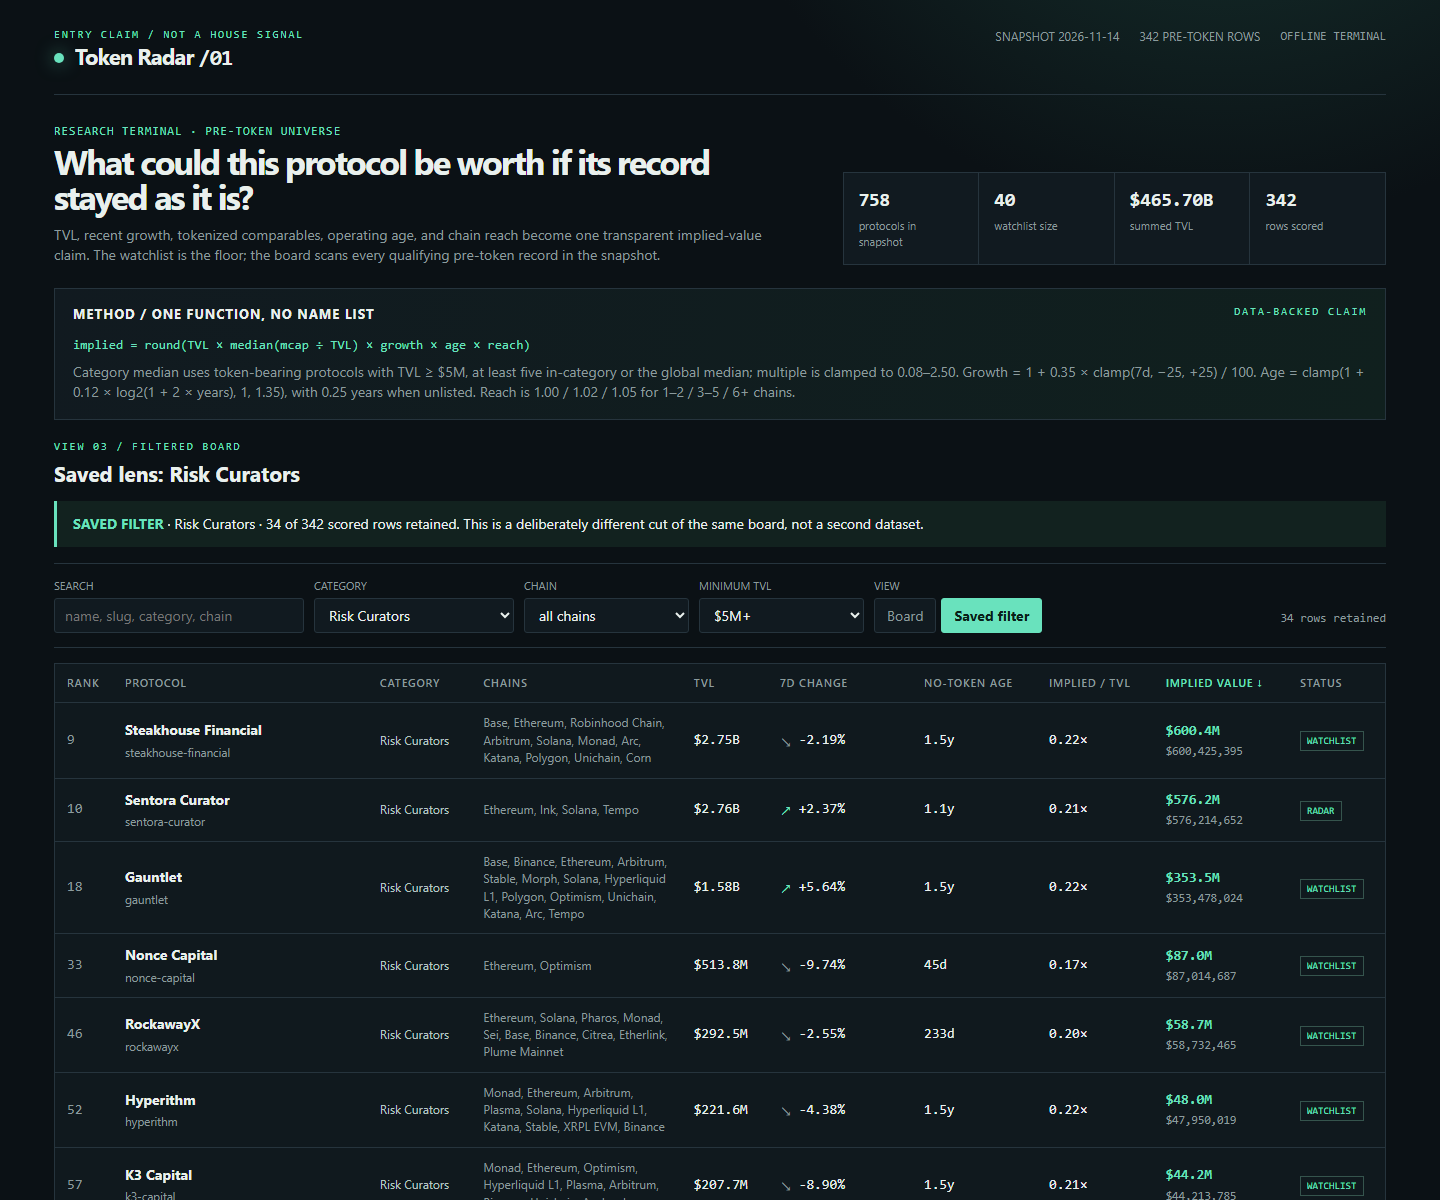 ENTRY CLAIM / NOT A HOUSE SIGNAL
Token Radar /01
SNAPSHOT 2026-11-14
342 PRE-TOKEN ROWS
OFFLINE TERMINAL
RESEARCH TERMINAL · PRE-TOKEN UNIVERSE
What could this protocol be worth if its record
stayed as it is?
TVL, recent growth, tokenized comparables, operating age, and chain reach become one transparent implied-value
claim. The watchlist is the floor; the board scans every qualifying pre-token record in the snapshot.
758
protocols in
snapshot
40
watchlist size
$465.70B
summed TVL
342
rows scored
METHOD / ONE FUNCTION, NO NAME LIST
DATA-BACKED CLAIM
implied = round(TVL × median(mcap ÷ TVL) × growth × age × reach)
Category median uses token-bearing protocols with TVL ≥ $5M, at least five in-category or the global median; multiple is clamped to 0.08–2.50. Growth = 1 + 0.35 × clamp(7d, −25, +25) / 100. Age = clamp(1 +
0.12 × log2(1 + 2 × years), 1, 1.35), with 0.25 years when unlisted. Reach is 1.00 / 1.02 / 1.05 for 1–2 / 3–5 / 6+ chains.
VIEW 03 / FILTERED BOARD
Saved lens: Risk Curators
SAVED FILTER · Risk Curators · 34 of 342 scored rows retained. This is a deliberately different cut of the same board, not a second dataset.
SEARCH
CATEGORY
CHAIN
MINIMUM TVL
VIEW
name, slug, category, chain
Risk Curators
all chains
$5M+
Board
Saved filter
34 rows retained
RANK
PROTOCOL
CATEGORY
CHAINS
TVL
7D CHANGE
NO-TOKEN AGE
IMPLIED / TVL
IMPLIED VALUE ↓
STATUS
9
Steakhouse Financial
steakhouse-financial
Risk Curators
Base, Ethereum, Robinhood Chain,
Arbitrum, Solana, Monad, Arc,
Katana, Polygon, Unichain, Corn
$2.75B
↘ -2.19%
1.5y
0.22×
$600.4M
$600,425,395
WATCHLIST
10
Sentora Curator
sentora-curator
Risk Curators
Ethereum, Ink, Solana, Tempo
$2.76B
↗ +2.37%
1.1y
0.21×
$576.2M
$576,214,652
RADAR
18
Gauntlet
gauntlet
Risk Curators
Base, Binance, Ethereum, Arbitrum,
Stable, Morph, Solana, Hyperliquid
L1, Polygon, Optimism, Unichain,
Katana, Arc, Tempo
$1.58B
↗ +5.64%
1.5y
0.22×
$353.5M
$353,478,024
WATCHLIST
33
Nonce Capital
nonce-capital
Risk Curators
Ethereum, Optimism
$513.8M
↘ -9.74%
45d
0.17×
$87.0M
$87,014,687
WATCHLIST
46
RockawayX
rockawayx
Risk Curators
Ethereum, Solana, Pharos, Monad,
Sei, Base, Binance, Citrea, Etherlink,
Plume Mainnet
$292.5M
↘ -2.55%
233d
0.20×
$58.7M
$58,732,465
WATCHLIST
52
Hyperithm
hyperithm
Risk Curators
Monad, Ethereum, Arbitrum,
Plasma, Solana, Hyperliquid L1,
Katana, Stable, XRPL EVM, Binance
$221.6M
↘ -4.38%
1.5y
0.22×
$48.0M
$47,950,019
WATCHLIST
57
K3 Capital
k3-capital
Risk Curators
Monad, Ethereum, Optimism,
Hyperliquid L1, Plasma, Arbitrum,
$207.7M
↘ -8.90%
1.5y
0.21×
$44.2M
$44,213,785
WATCHLIST